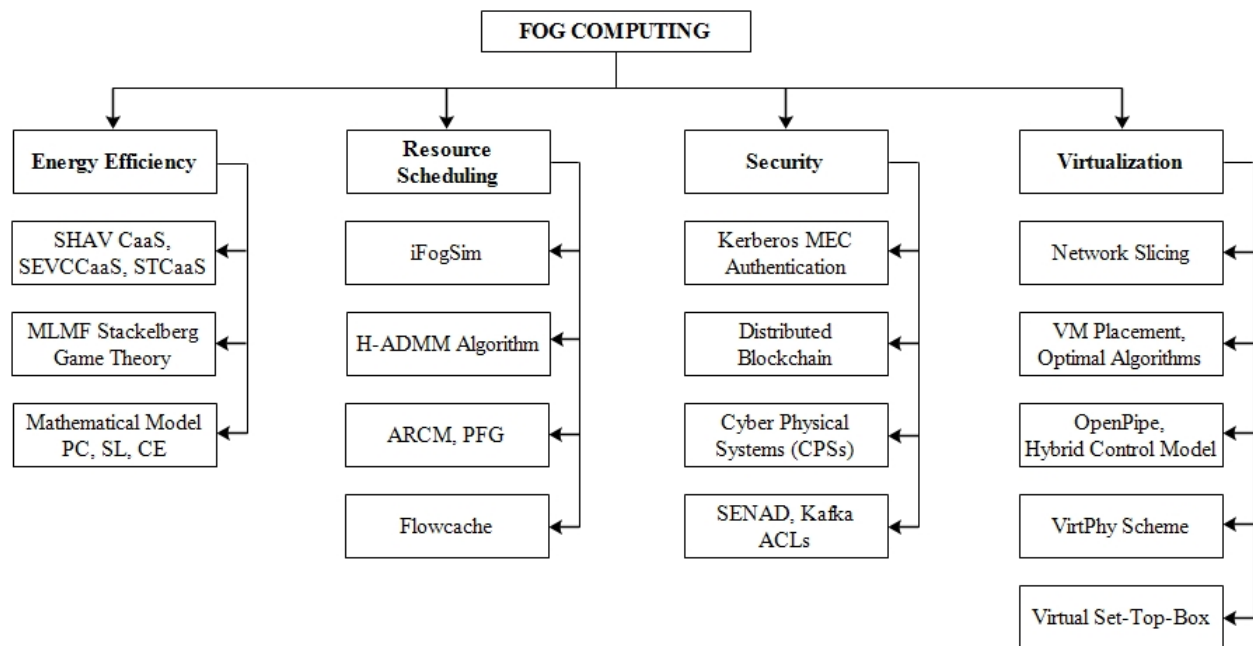 FOG COMPUTING
Energy Efficiency
SHAV CaaS,
SEVCCaaS, STCaaS
MLMF Stackelberg
Game Theory
Mathematical Model
PC, SL, CE
Resource
Scheduling
iFogSim
H-ADMM Algorithm
ARCM, PFG
Flowcache
Security
Kerberos MEC
Authentication
Distributed
Blockchain
Cyber Physical
Systems (CPSs)
SENAD, Kafka
ACLs
Virtualization
Network Slicing
VM Placement,
Optimal Algorithms
OpenPipe,
Hybrid Control Model
VirtPhy Scheme
Virtual Set-Top-Box